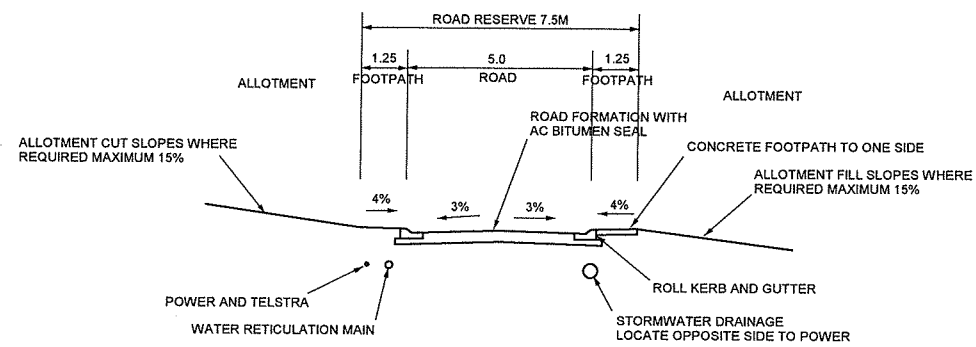 ROAD RESERVE 7.5M
1.25
FOOTPATH
5.0
ROAD
1.25
FOOTPATH
ALLOTMENT
ALLOTMENT
ROAD FORMATION WITH
AC BITUMEN SEAL
ALLOTMENT CUT SLOPES WHERE
REQUIRED MAXIMUM 15%
CONCRETE FOOTPATH TO ONE SIDE
ALLOTMENT FILL SLOPES WHERE
REQUIRED MAXIMUM 15%
4%
3%
3%
4%
ROLL KERB AND GUTTER
POWER AND TELSTRA
WATER RETICULATION MAIN
STORMWATER DRAINAGE
LOCATE OPPOSITE SIDE TO POWER